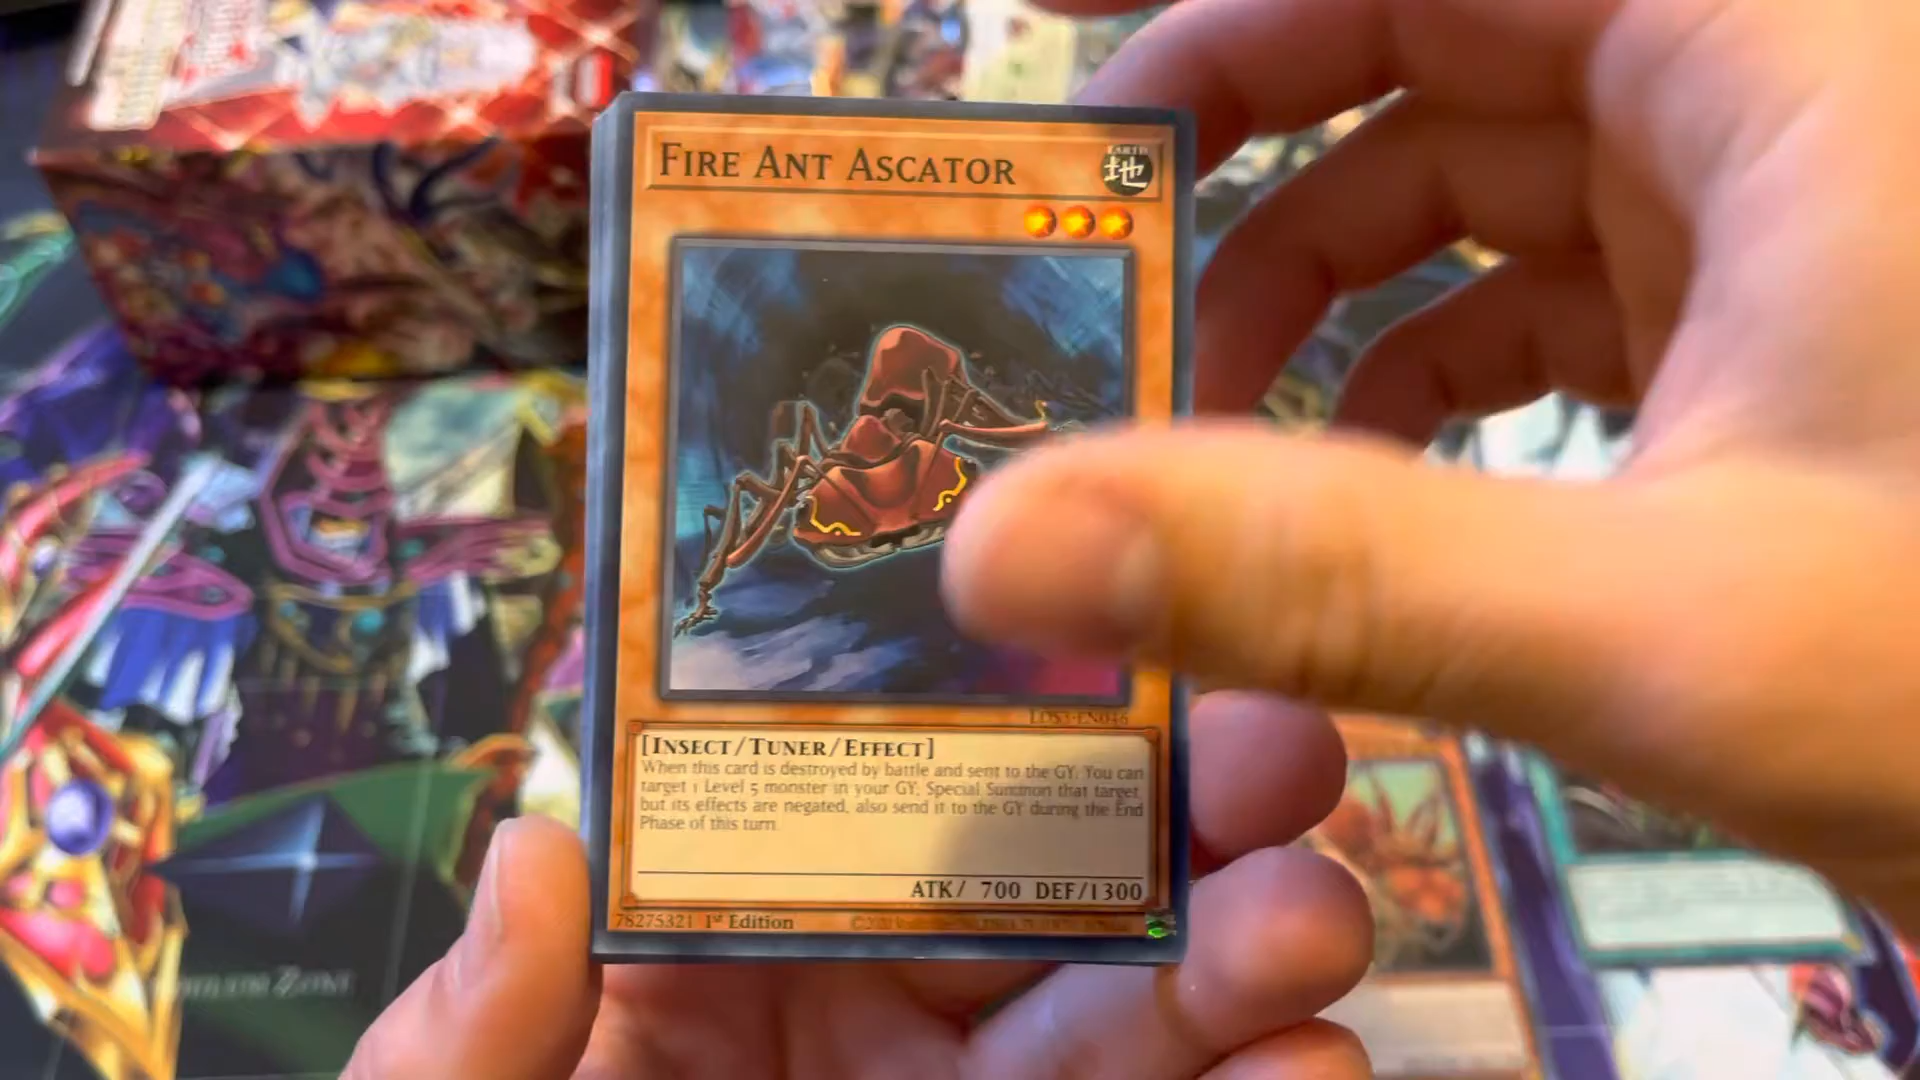 FIRE ANT ASCATOR
EARTH
地
LDS3-EN046
[INSECT/TUNER/EFFECT]
When this card is destroyed by battle and sent to the GY: You can
target 1 Level 5 monster in your GY; Special Summon that target,
but its effects are negated, also send it to the GY during the End
Phase of this turn.
ATK/ 700 DEF/1300
78275321 1st Edition